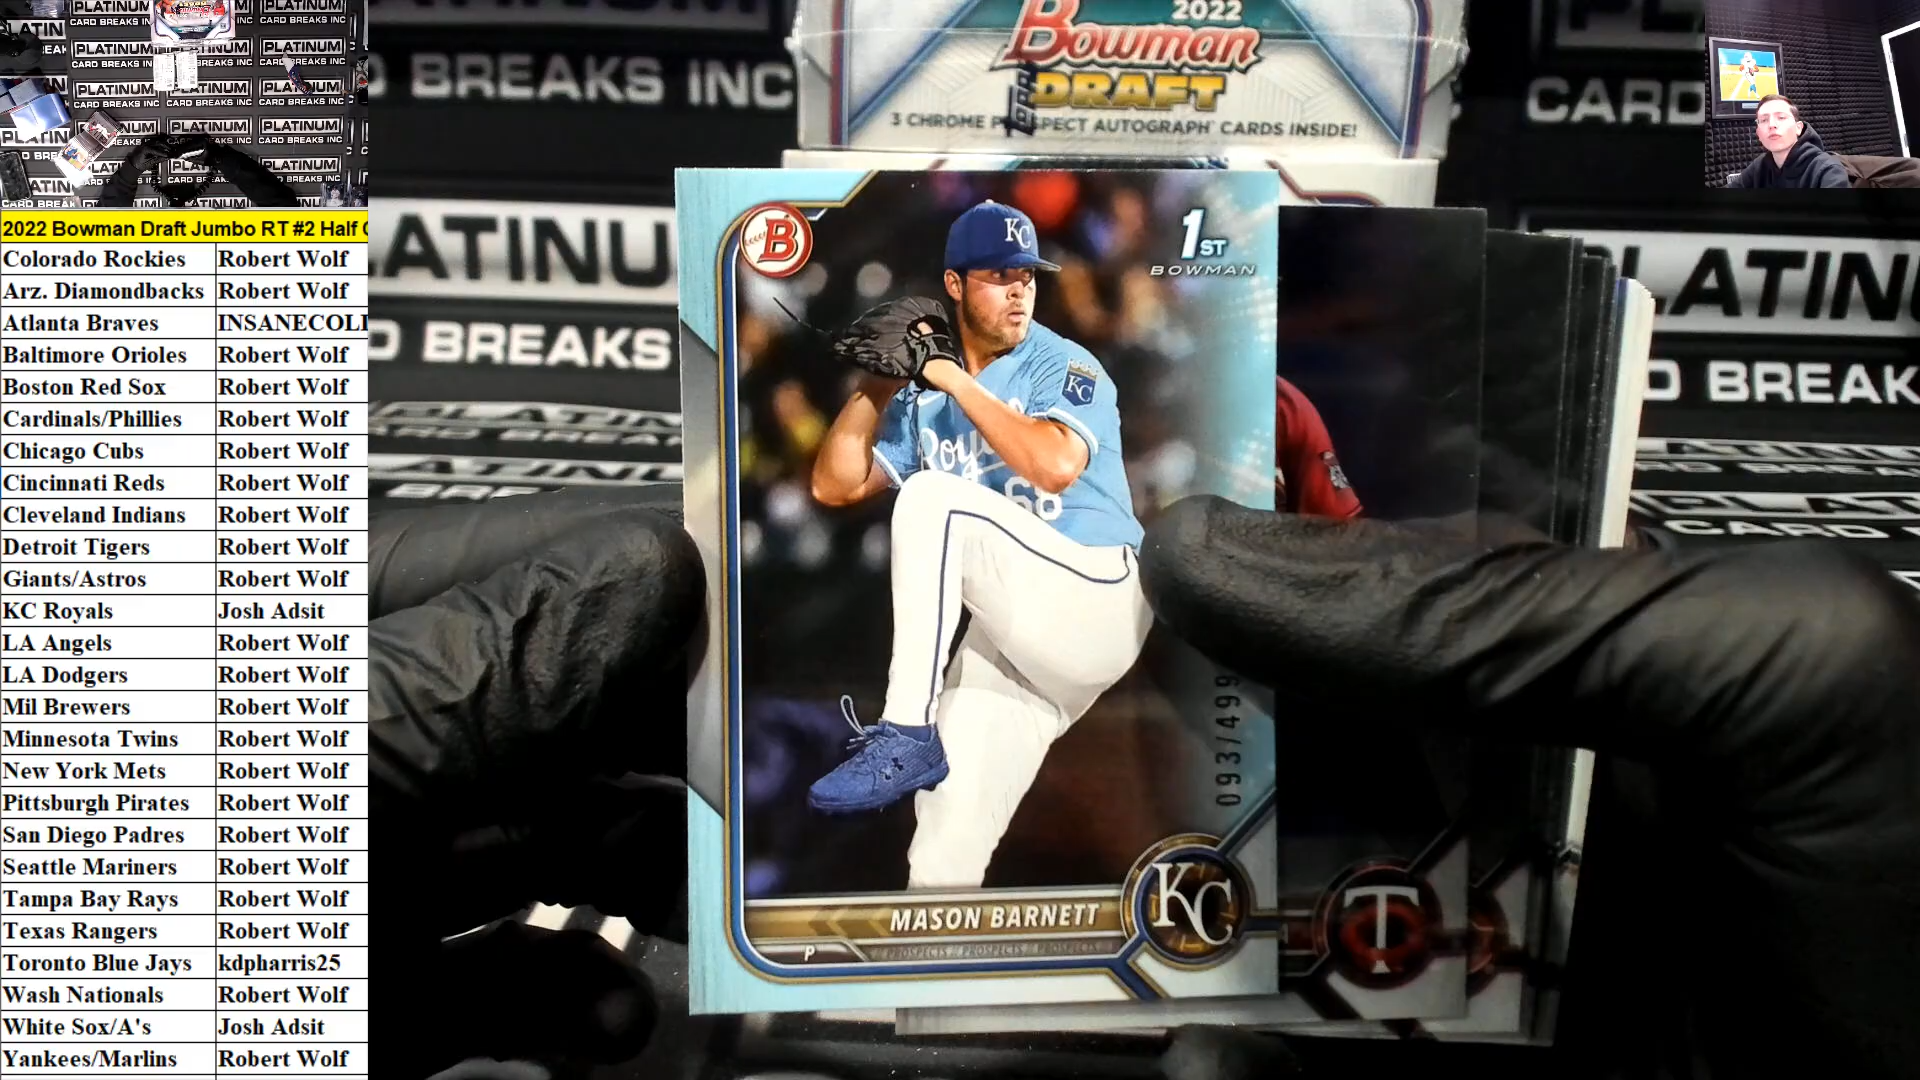 2022 Bowman Draft Jumbo RT #2 Half
Colorado Rockies Robert Wolf
Arz. Diamondbacks Robert Wolf
Atlanta Braves INSANECOLL
Baltimore Orioles Robert Wolf
Boston Red Sox Robert Wolf
Cardinals/Phillies Robert Wolf
Chicago Cubs Robert Wolf
Cincinnati Reds Robert Wolf
Cleveland Indians Robert Wolf
Detroit Tigers Robert Wolf
Giants/Astros Robert Wolf
KC Royals Josh Adsit
LA Angels Robert Wolf
LA Dodgers Robert Wolf
Mil Brewers Robert Wolf
Minnesota Twins Robert Wolf
New York Mets Robert Wolf
Pittsburgh Pirates Robert Wolf
San Diego Padres Robert Wolf
Seattle Mariners Robert Wolf
Tampa Bay Rays Robert Wolf
Texas Rangers Robert Wolf
Toronto Blue Jays kdpharris25
Wash Nationals Robert Wolf
White Sox/A's Josh Adsit
Yankees/Marlins Robert Wolf
PLATINUM
CARD BREAKS INC
2022
Bowman
DRAFT
3 CHROME PROSPECT AUTOGRAPH CARDS INSIDE!
B
1ST
BOWMAN
KC
KC
Royals
68
093/499
MASON BARNETT
P
PROSPECTS // PROSPECTS // PROSPECTS
KC
T